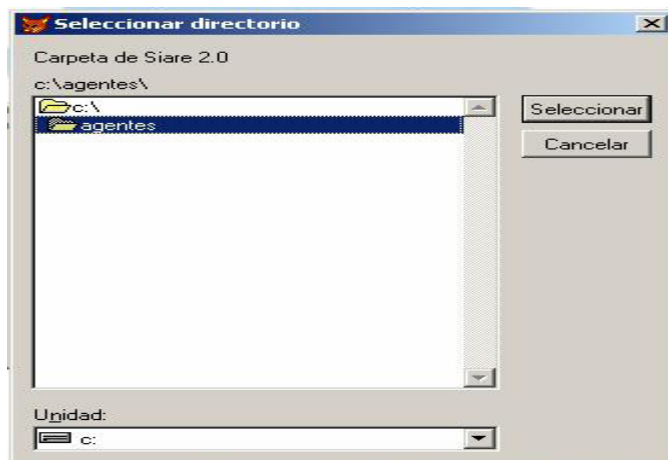 Seleccionar directorio
Carpeta de Siare 2.0
c:\agentes\
c:\
agentes
Seleccionar
Cancelar
Unidad:
c: